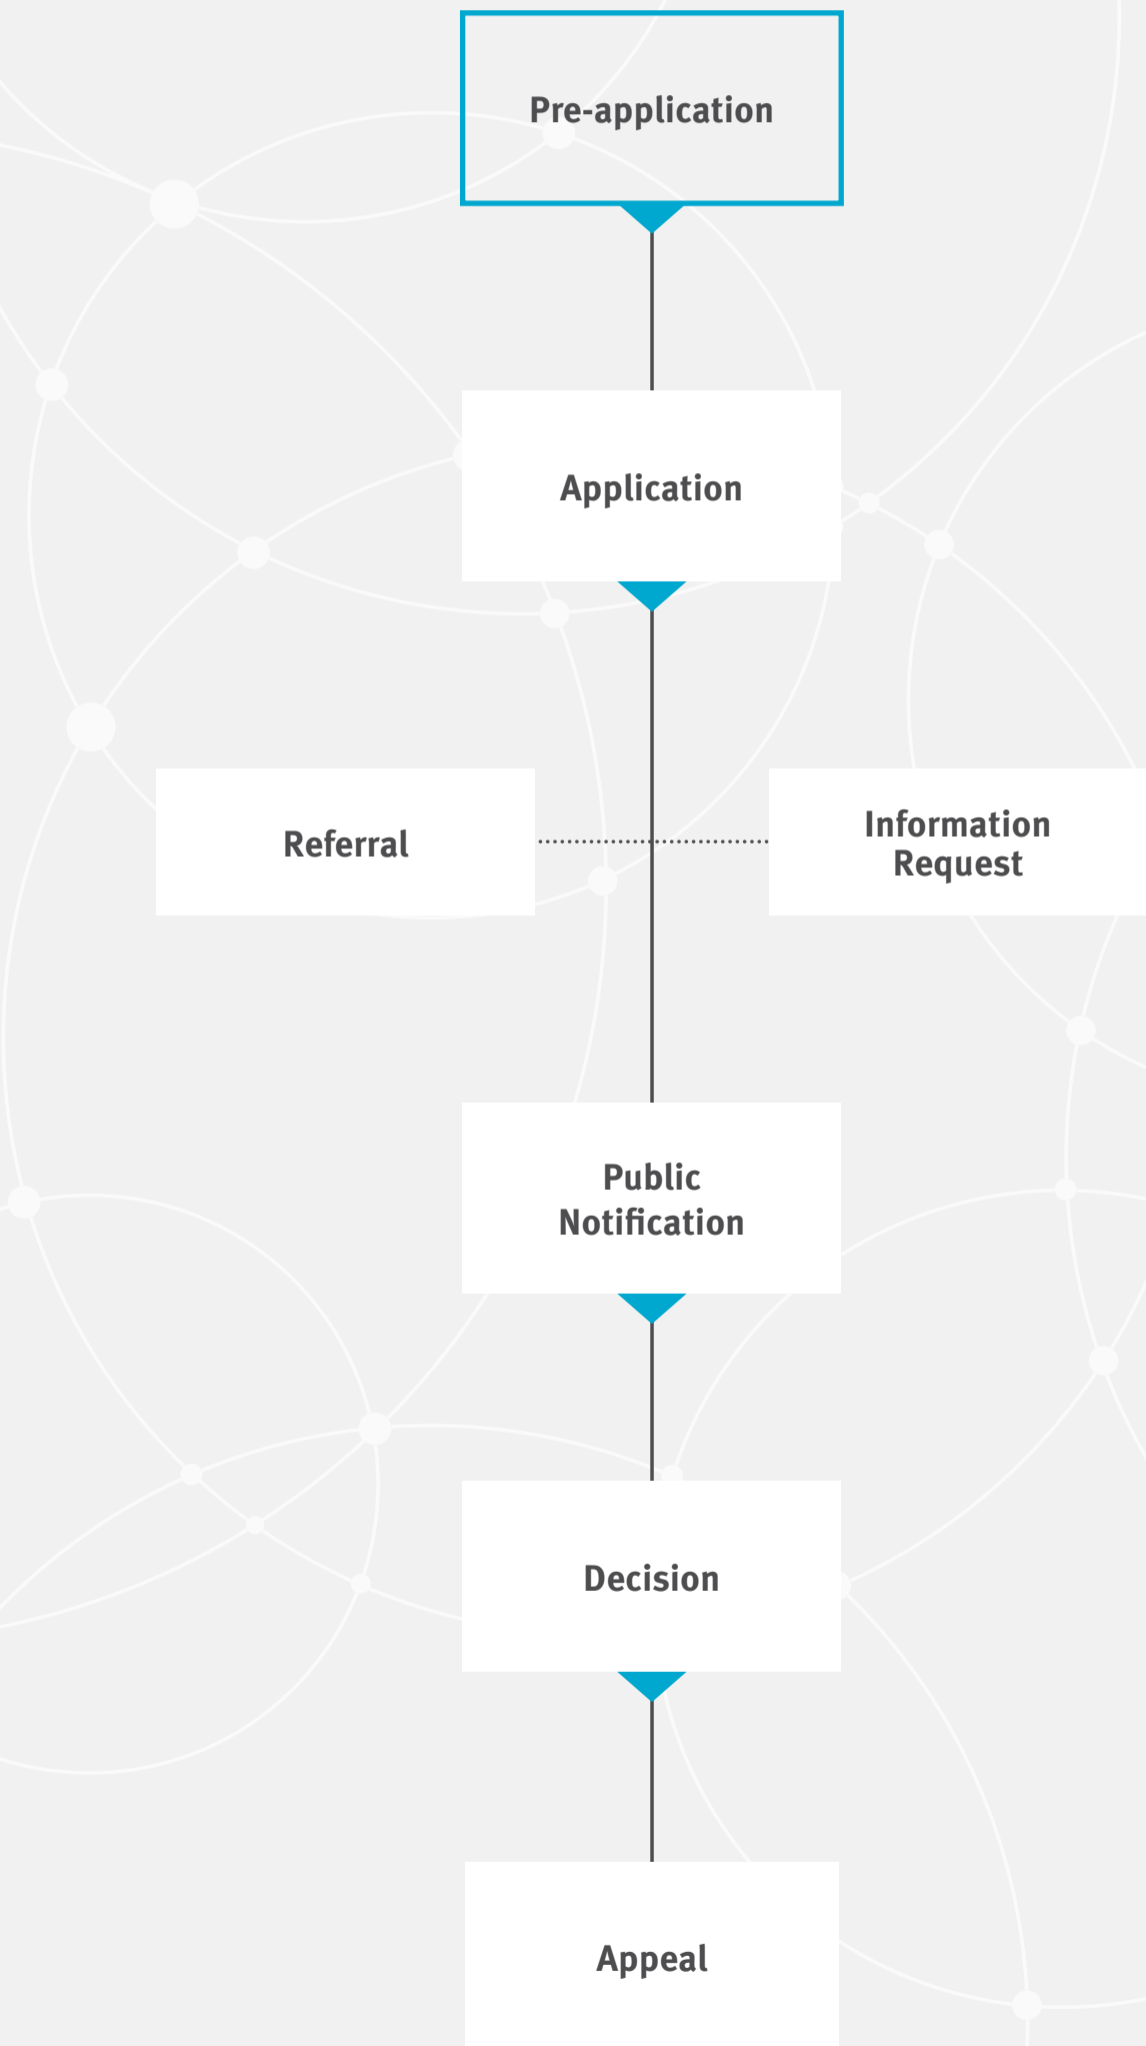 Pre-application
Application
Referral
Information
Request
Public
Notification
Decision
Appeal